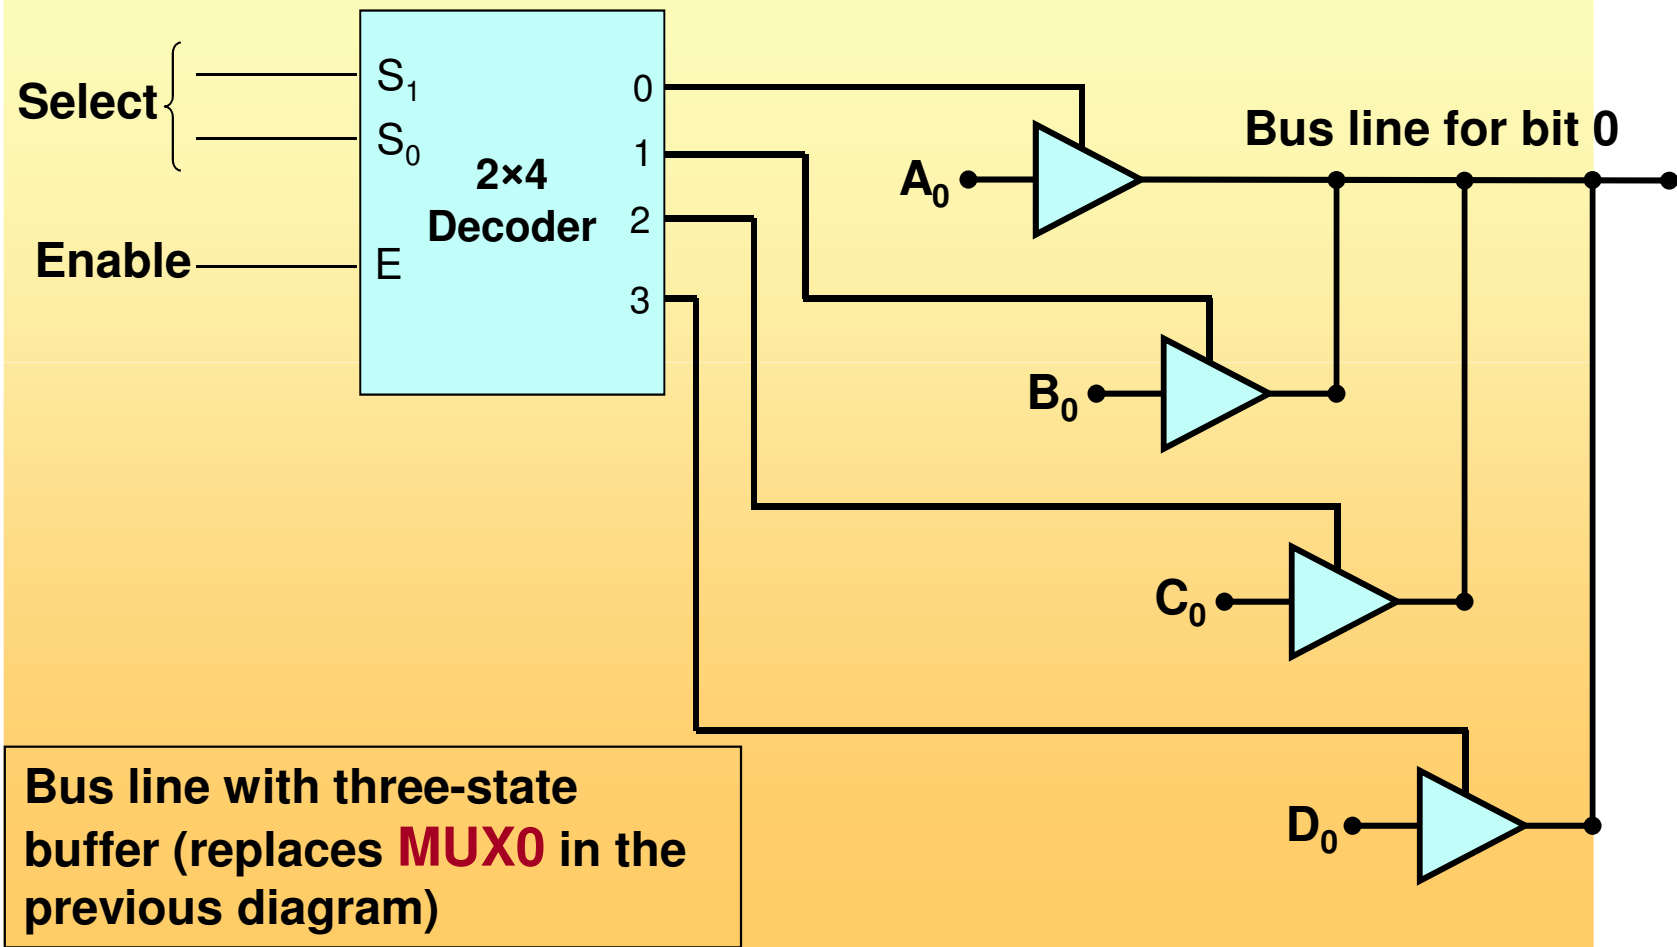 Select
S1
S0
Enable
E
2×4
Decoder
0
1
2
3
Bus line for bit 0
A0
B0
C0
D0
Bus line with three-state
buffer (replaces MUX0 in the
previous diagram)